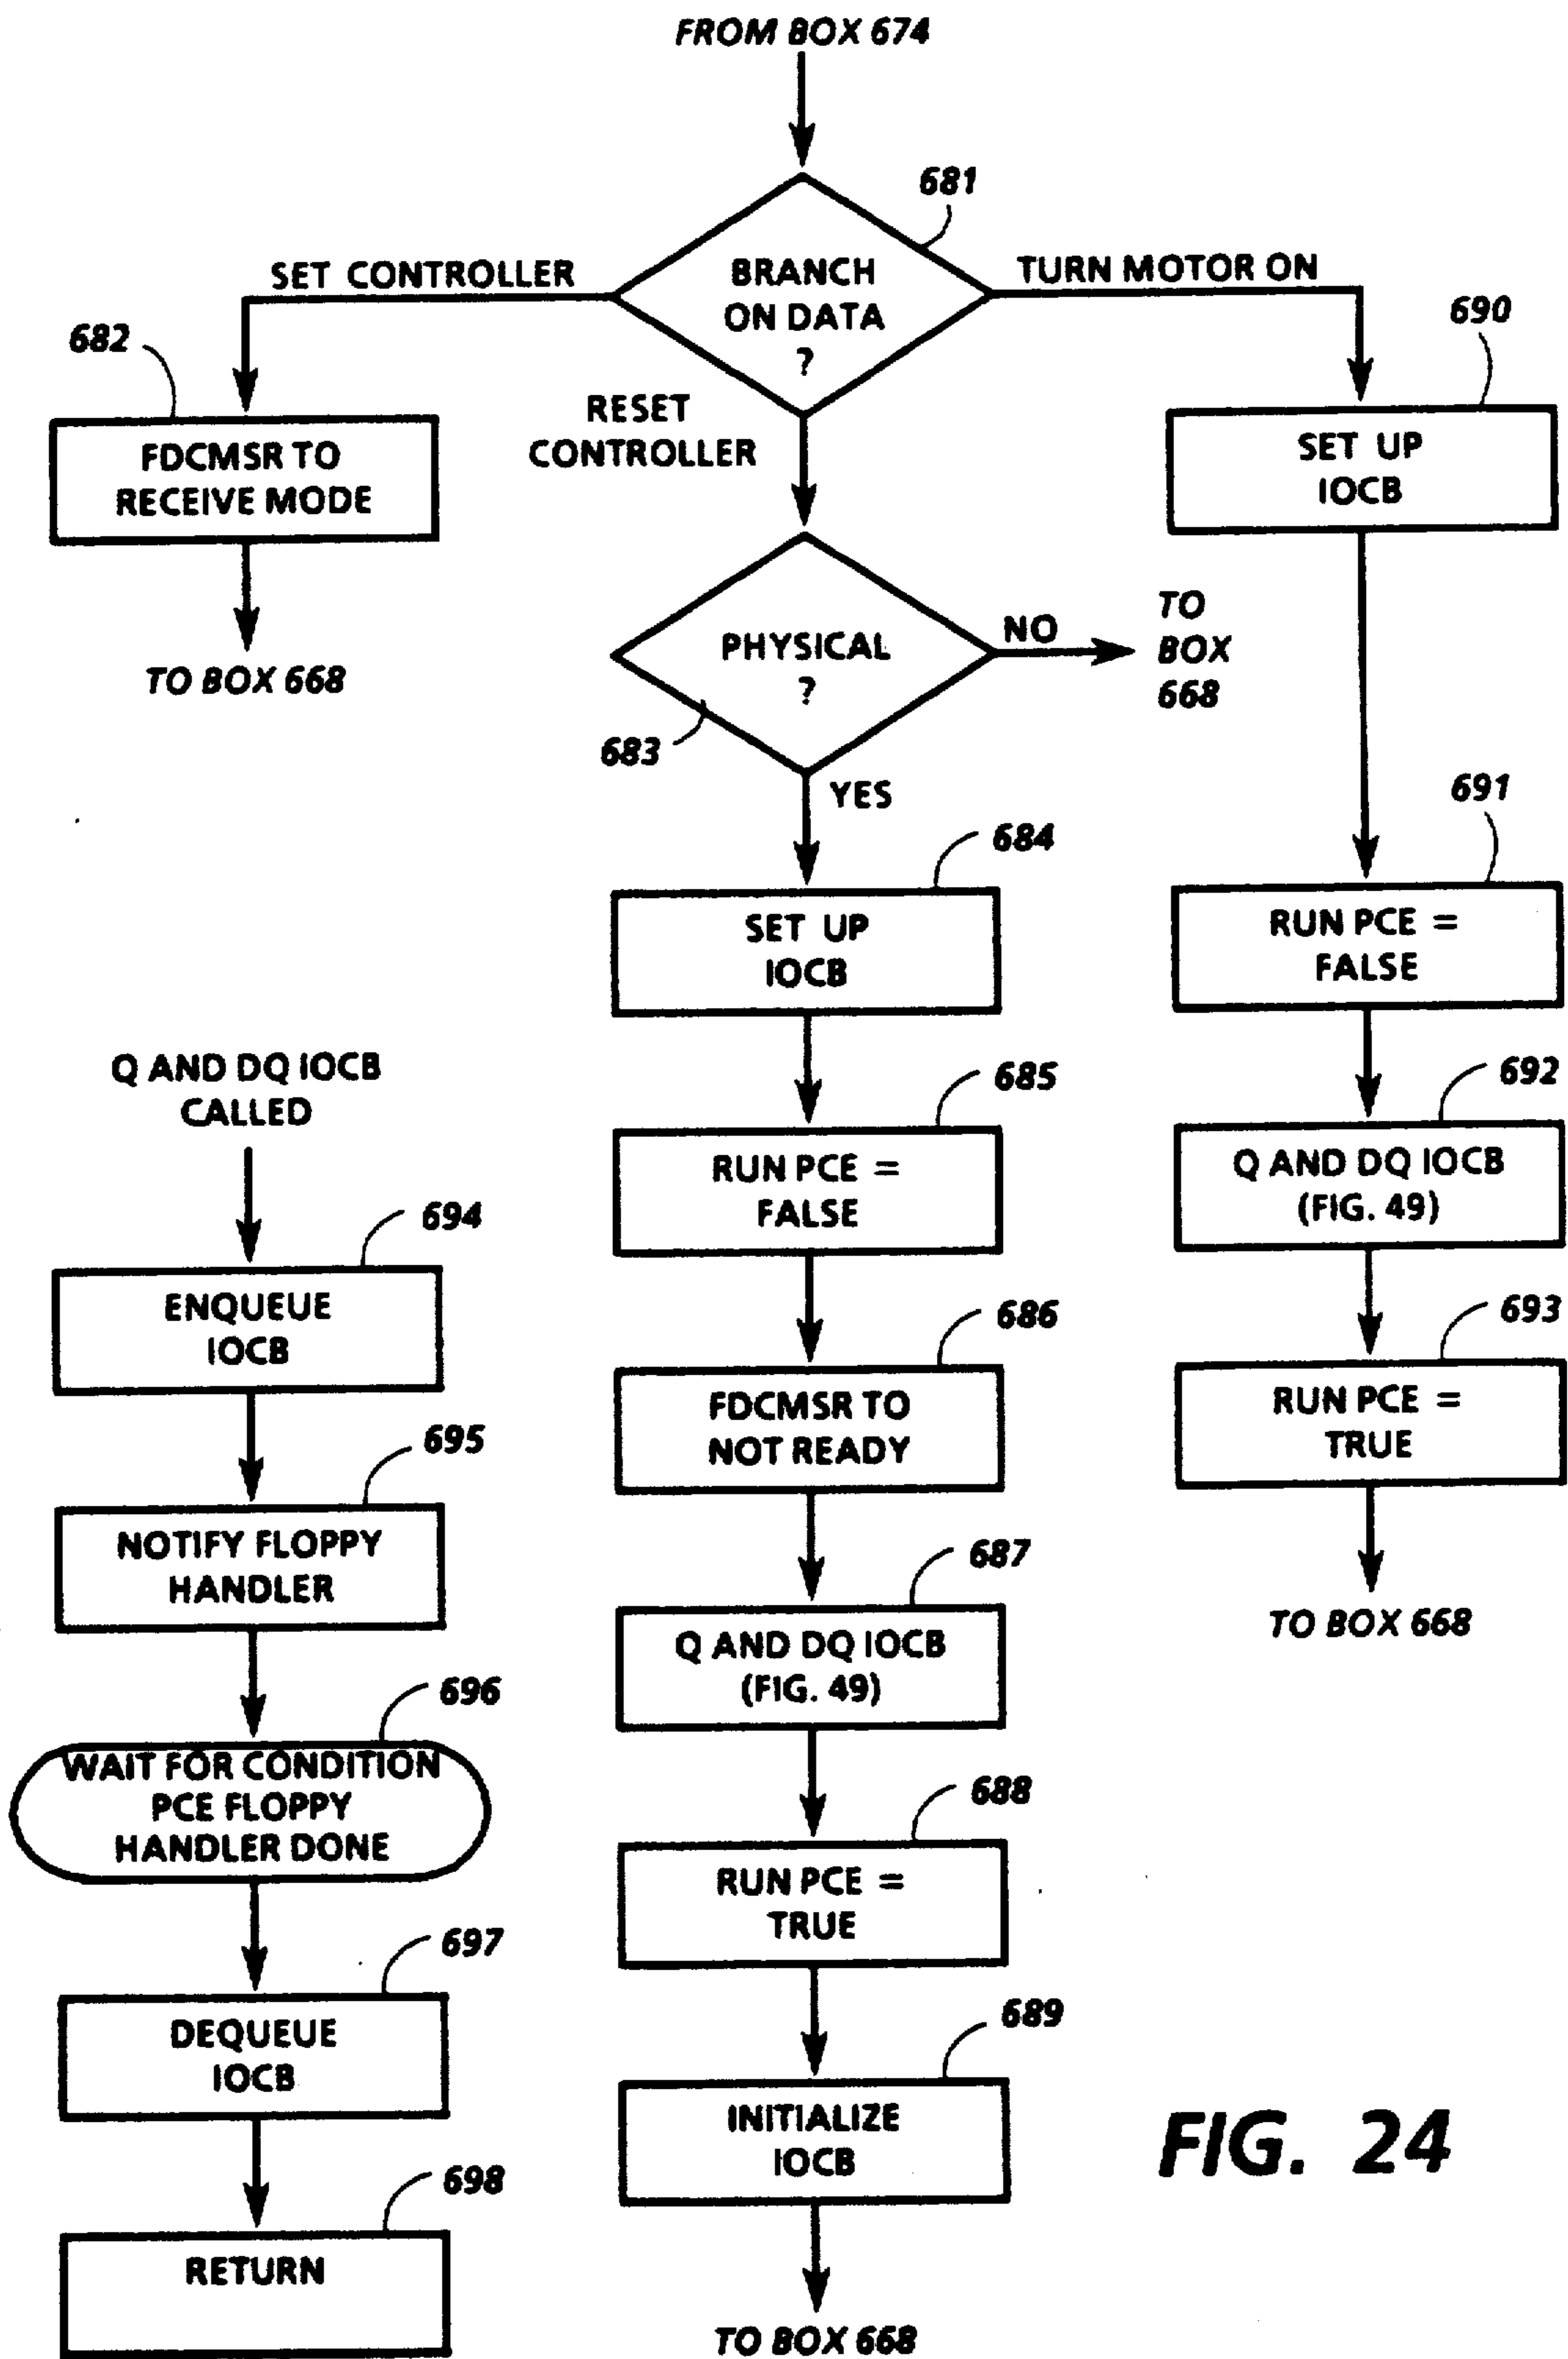 FROM BOX 674
681
BRANCH
ON DATA
?
SET CONTROLLER
TURN MOTOR ON
RESET
CONTROLLER
682
FDCMSR TO
RECEIVE MODE
TO BOX 668
PHYSICAL
?
683
NO
TO
BOX
668
YES
684
SET UP
IOCB
685
RUN PCE =
FALSE
686
FDCMSR TO
NOT READY
687
Q AND DQ IOCB
(FIG. 49)
688
RUN PCE =
TRUE
689
INITIALIZE
IOCB
TO BOX 668
690
SET UP
IOCB
691
RUN PCE =
FALSE
692
Q AND DQ IOCB
(FIG. 49)
693
RUN PCE =
TRUE
TO BOX 668
Q AND DQ IOCB
CALLED
694
ENQUEUE
IOCB
695
NOTIFY FLOPPY
HANDLER
696
WAIT FOR CONDITION
PCE FLOPPY
HANDLER DONE
697
DEQUEUE
IOCB
698
RETURN
FIG. 24